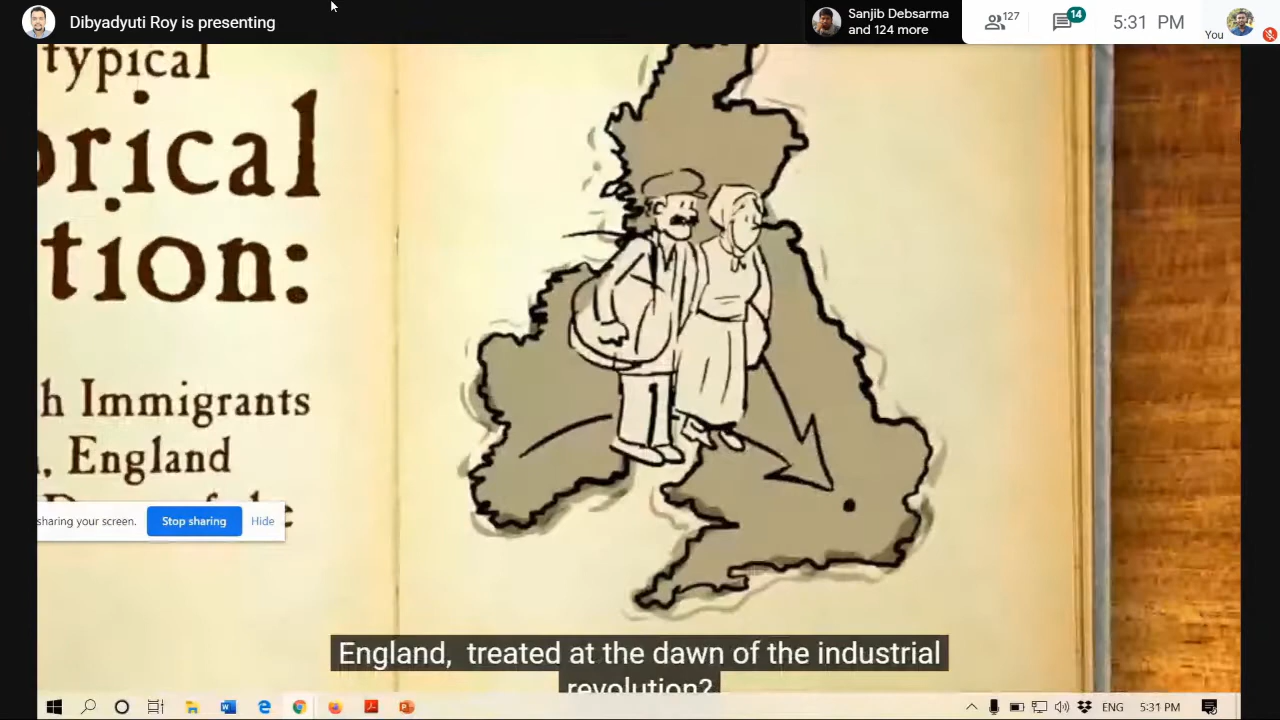 Dibyadyuti Roy is presenting
Sanjib Debsarma
and 124 more
127
14
5:31 PM
You
typical
orical
tion:
h Immigrants
, England
sharing your screen.
Stop sharing
Hide
England, treated at the dawn of the industrial
revolution?
ENG
5:31 PM